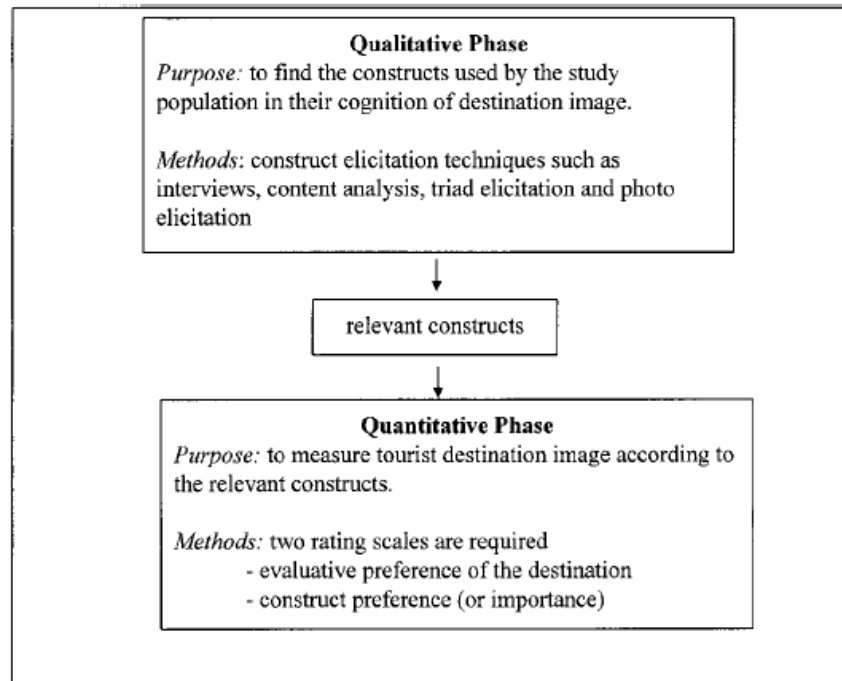 Qualitative Phase
Purpose: to find the constructs used by the study
population in their cognition of destination image.
Methods: construct elicitation techniques such as
interviews, content analysis, triad elicitation and photo
elicitation
relevant constructs
Quantitative Phase
Purpose: to measure tourist destination image according to
the relevant constructs.
Methods: two rating scales are required
- evaluative preference of the destination
- construct preference (or importance)